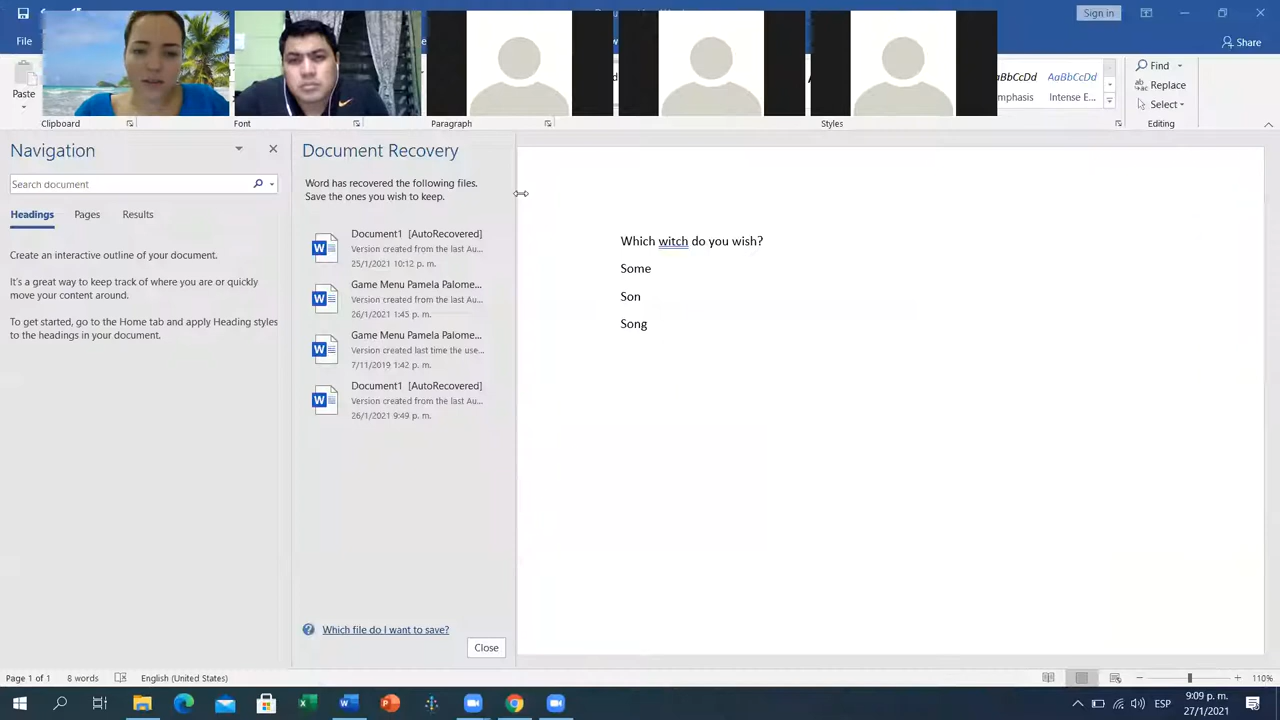 Sign in
File
Share
Paste
AaBbCcDd
AaBbCcDd
Find
Replace
Select
mphasis
Intense E...
Clipboard
Font
Paragraph
Styles
Editing
Navigation
Search document
Headings
Pages
Results
Create an interactive outline of your document.
It's a great way to keep track of where you are or quickly
move your content around.
To get started, go to the Home tab and apply Heading styles
to the headings in your document.
Document Recovery
Word has recovered the following files.
Save the ones you wish to keep.
Document1 [AutoRecovered]
Version created from the last Au...
25/1/2021 10:12 p. m.
Game Menu Pamela Palome...
Version created from the last Au...
26/1/2021 1:45 p. m.
Game Menu Pamela Palome...
Version created last time the use...
7/11/2019 1:42 p. m.
Document1 [AutoRecovered]
Version created from the last Au...
26/1/2021 9:49 p. m.
Which file do I want to save?
Close
Which witch do you wish?
Some
Son
Song
Page 1 of 1
8 words
English (United States)
110%
ESP
9:09 p. m.
27/1/2021